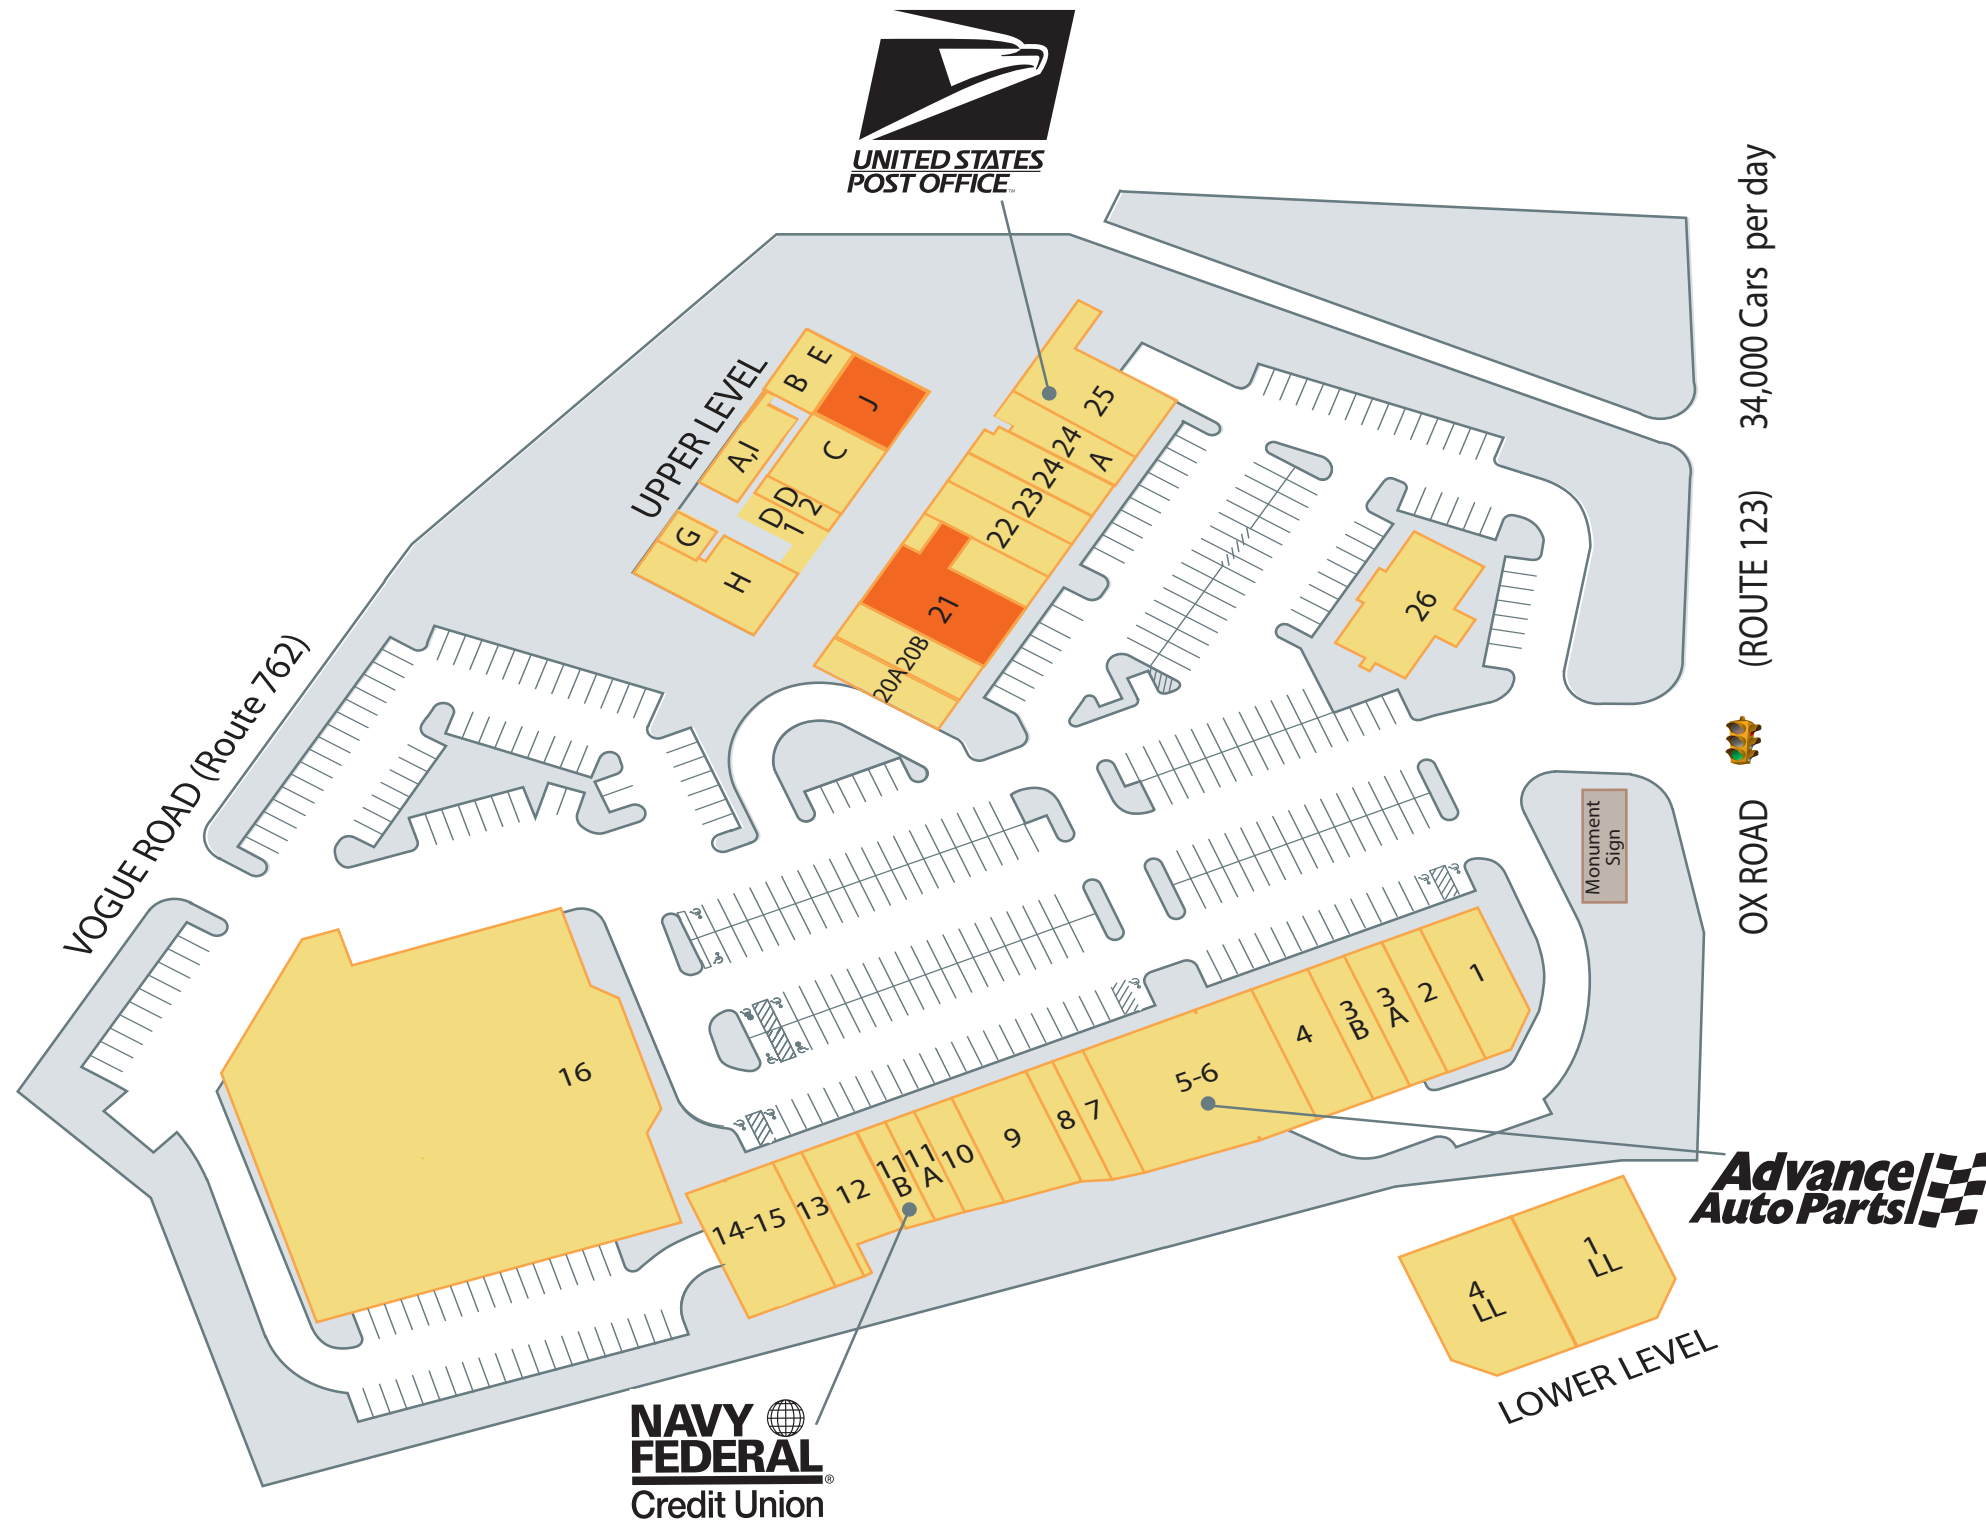 UNITED STATES
POST OFFICE™
34,000 Cars per day
(ROUTE 123)
OX ROAD
UPPER LEVEL
E
B
J
A,I
C
D
2
D
1
G
H
25
24
A
24
23
22
21
20B
20A
26
VOGUE ROAD (Route 762)
Monument
Sign
16
1
2
3
A
3
B
4
5-6
7
8
9
10
11
A
11
B
12
13
14-15
Advance
Auto Parts
1
LL
4
LL
LOWER LEVEL
NAVY
FEDERAL
®
Credit Union